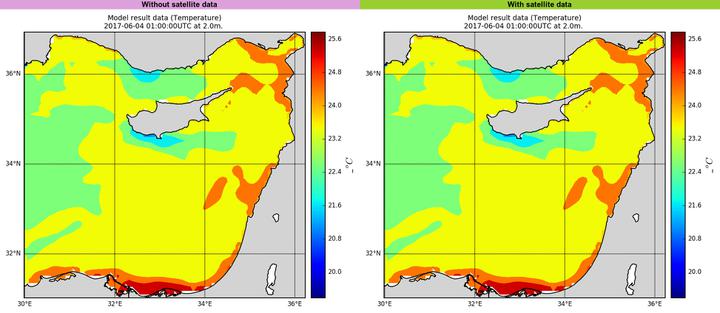 Without satellite data
Model result data (Temperature)
2017-06-04 01:00:00UTC at 2.0m.
36°N
34°N
32°N
30°E
32°E
34°E
36°E
25.6
24.8
24.0
23.2
22.4
21.6
20.8
20.0
°C
With satellite data
Model result data (Temperature)
2017-06-04 01:00:00UTC at 2.0m.
36°N
34°N
32°N
30°E
32°E
34°E
36°E
25.6
24.8
24.0
23.2
22.4
21.6
20.8
20.0
°C